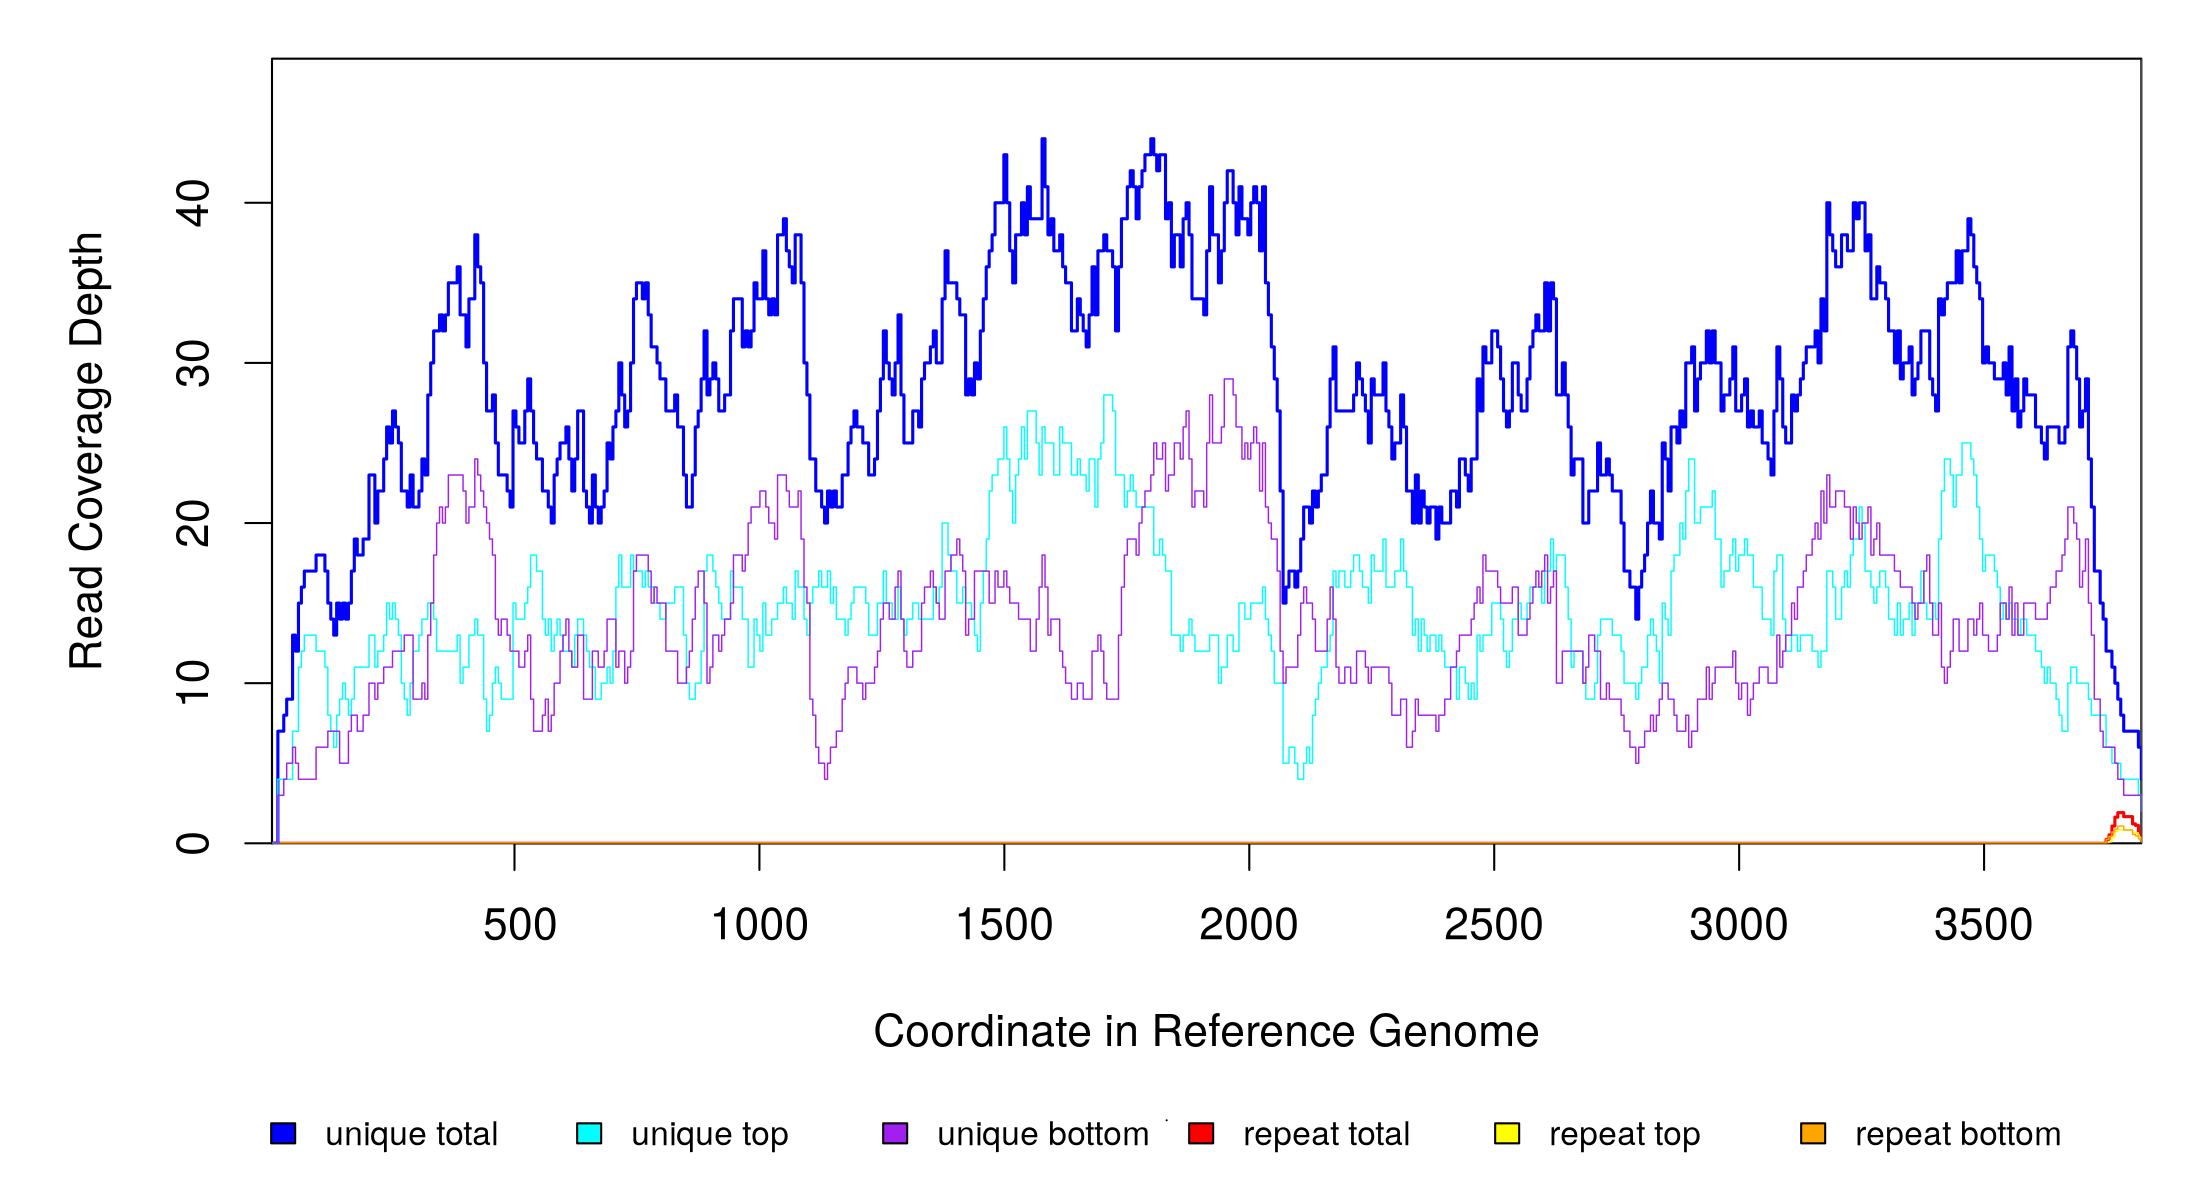 Read Coverage Depth
40
30
20
10
0
500 1000 1500 2000 2500 3000 3500
Coordinate in Reference Genome
unique total unique top unique bottom repeat total repeat top repeat bottom